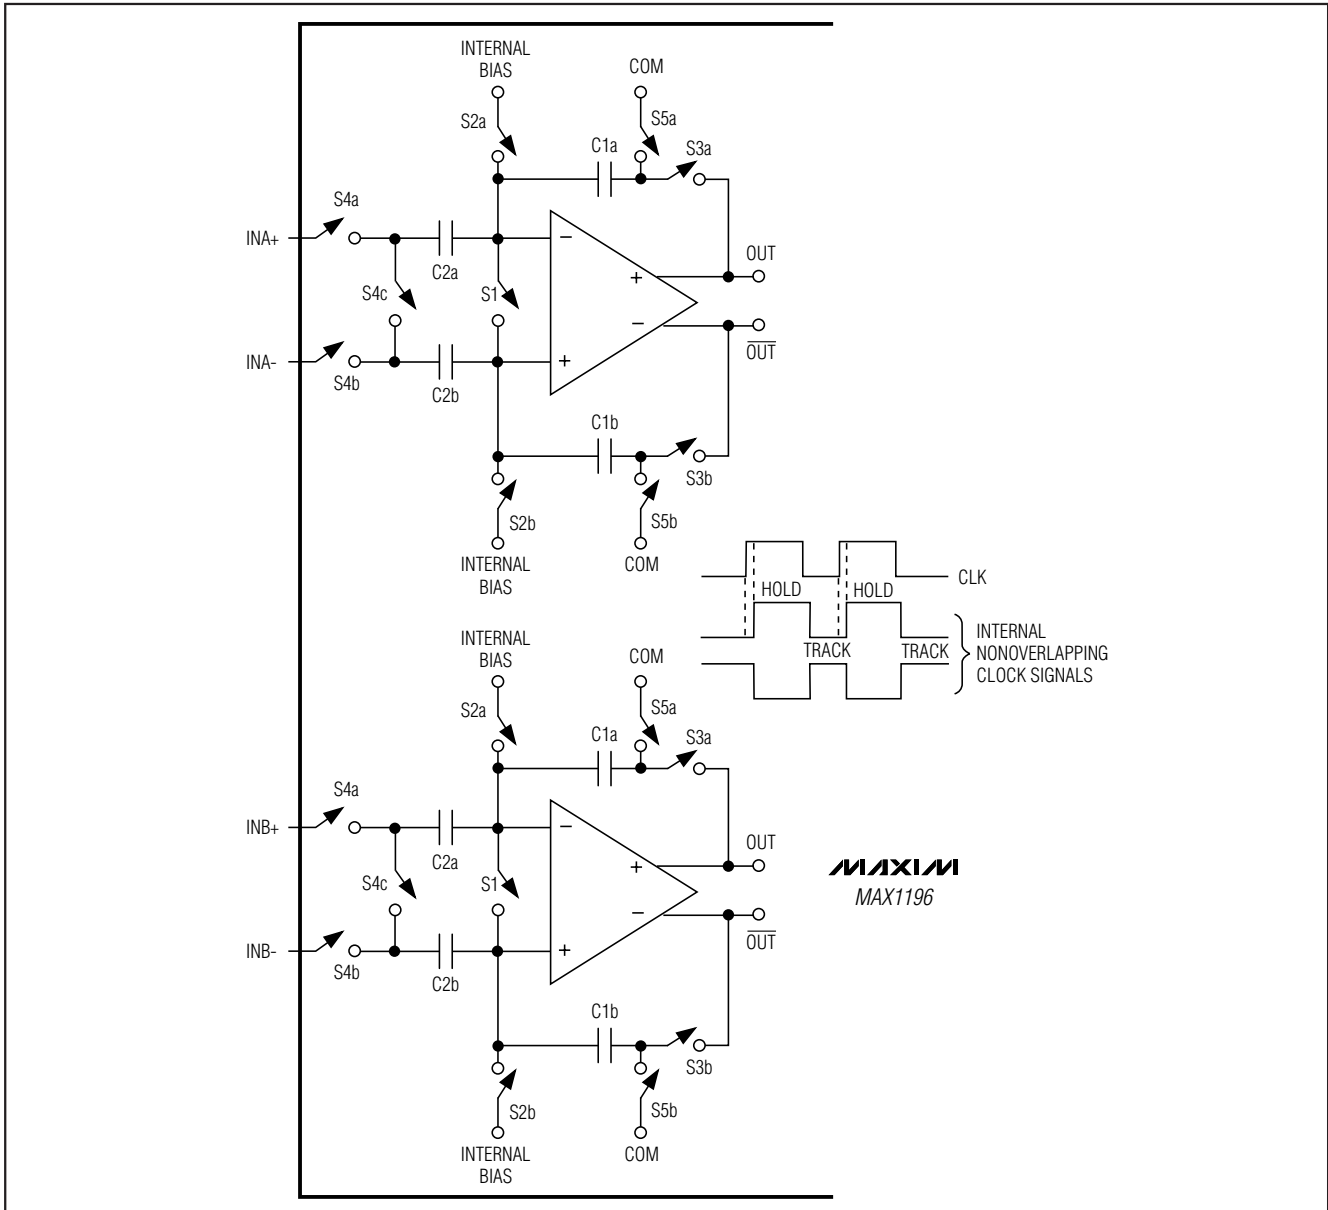 INTERNAL
BIAS
COM
S2a
S5a
C1a
S3a
S4a
INA+
−
C2a
OUT
+
S4c
S1
−
OUT
INA-
+
S4b
C2b
C1b
S3b
S2b
S5b
INTERNAL
BIAS
COM
CLK
HOLD
HOLD
TRACK
TRACK
INTERNAL
NONOVERLAPPING
CLOCK SIGNALS
INTERNAL
BIAS
COM
S2a
S5a
C1a
S3a
S4a
INB+
−
C2a
OUT
+
S4c
S1
−
OUT
INB-
+
S4b
C2b
C1b
S3b
S2b
S5b
INTERNAL
BIAS
COM
MAXIM
MAX1196